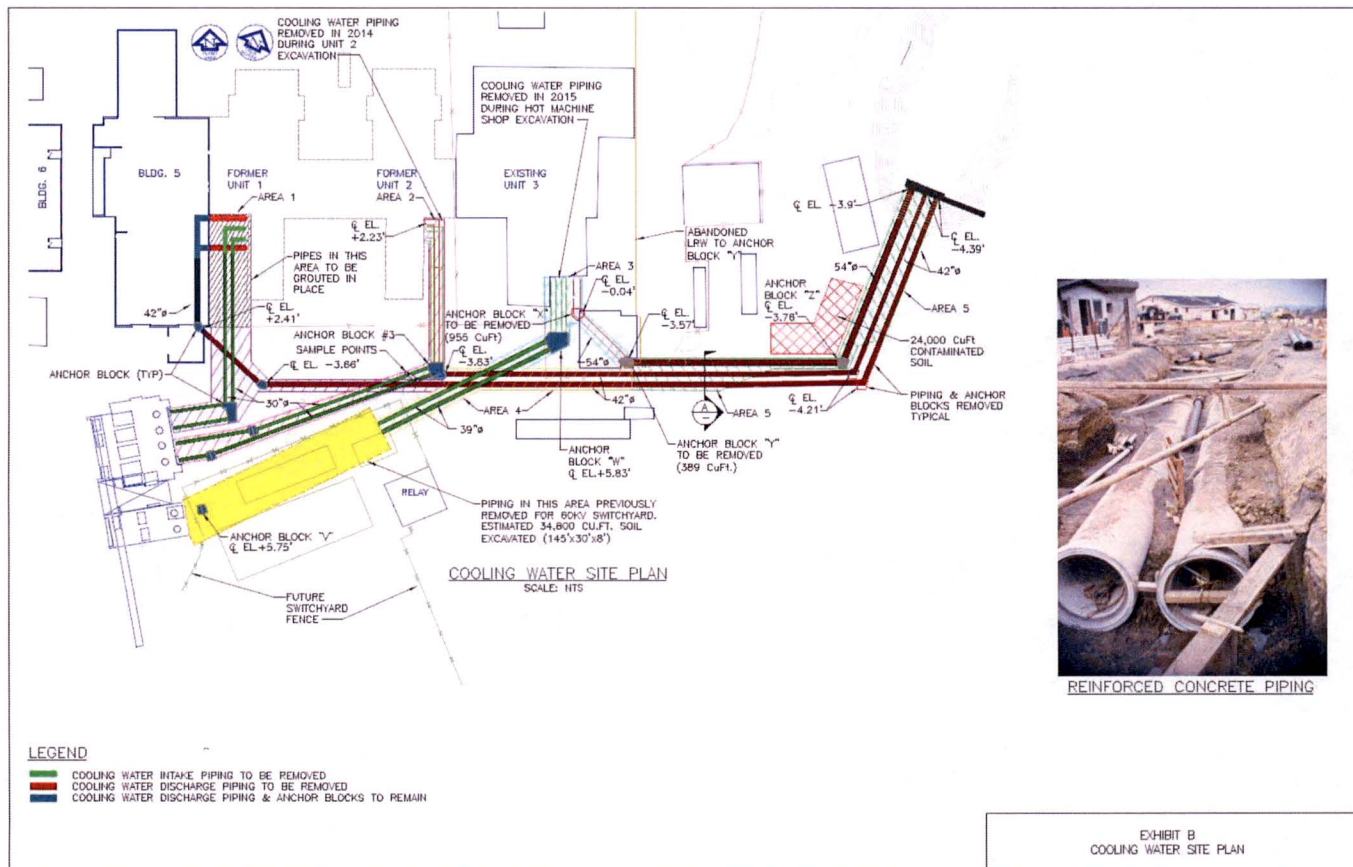 COOLING WATER PIPING
REMOVED IN 2014
DURING UNIT 2
EXCAVATION
COOLING WATER PIPING
REMOVED IN 2015
DURING HOT MACHINE
SHOP EXCAVATION
BLDG. 6
BLDG. 5
FORMER
UNIT 1
AREA 1
FORMER
UNIT 2
AREA 2
EXISTING
UNIT 3
℄ EL.
+2.23'
PIPES IN THIS
AREA TO BE
GROUTED IN
PLACE
ABANDONED
LRW TO ANCHOR
BLOCK "Y"
AREA 3
℄ EL.
-0.04'
℄ EL. -3.9'
℄ EL.
-4.39'
54"ø
42"ø
AREA 5
42"ø
℄ EL.
+2.41'
ANCHOR BLOCK "X"
TO BE REMOVED
(955 CuFt)
ANCHOR
BLOCK "Z"
℄ EL.
-3.76'
℄ EL.
-3.57'
24,000 CuFt
CONTAMINATED
SOIL
ANCHOR BLOCK #3
SAMPLE POINTS
℄ EL.
-3.83'
54"ø
ANCHOR BLOCK (TYP)
℄ EL. -3.66'
30"ø
AREA 4
39"ø
42"ø
A
AREA 5
℄ EL.
-4.21'
PIPING & ANCHOR
BLOCKS REMOVED
TYPICAL
ANCHOR
BLOCK "W"
℄ EL.+5.83'
ANCHOR BLOCK "Y"
TO BE REMOVED
(389 CuFt.)
RELAY
PIPING IN THIS AREA PREVIOUSLY
REMOVED FOR 60KV SWITCHYARD.
ESTIMATED 34,800 CU.FT. SOIL
EXCAVATED (145'x30'x8')
ANCHOR BLOCK "V"
℄ EL.+5.75'
COOLING WATER SITE PLAN
SCALE: NTS
FUTURE
SWITCHYARD
FENCE
REINFORCED CONCRETE PIPING
LEGEND
COOLING WATER INTAKE PIPING TO BE REMOVED
COOLING WATER DISCHARGE PIPING TO BE REMOVED
COOLING WATER DISCHARGE PIPING & ANCHOR BLOCKS TO REMAIN
EXHIBIT B
COOLING WATER SITE PLAN